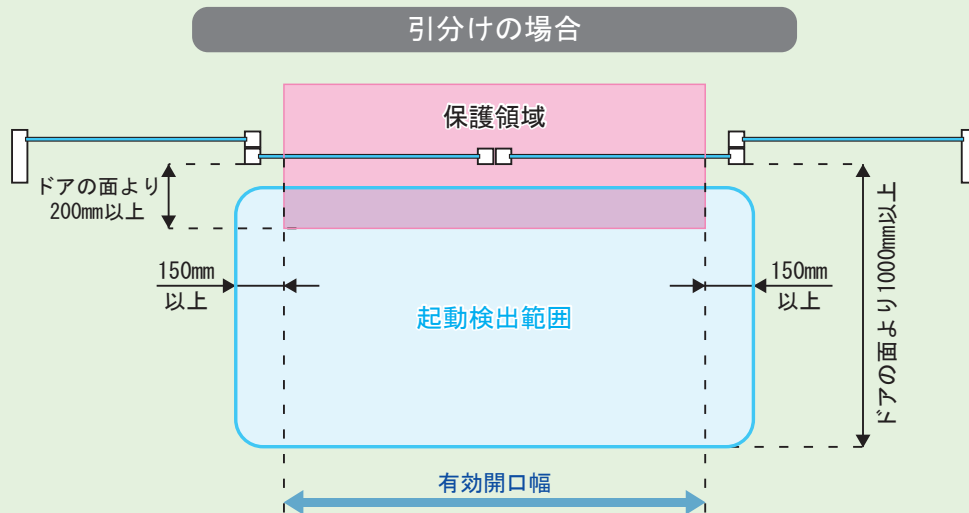 引分けの場合
保護領域
ドアの面より
200mm以上
150mm
以上
150mm
以上
ドアの面より1000mm以上
起動検出範囲
有効開口幅